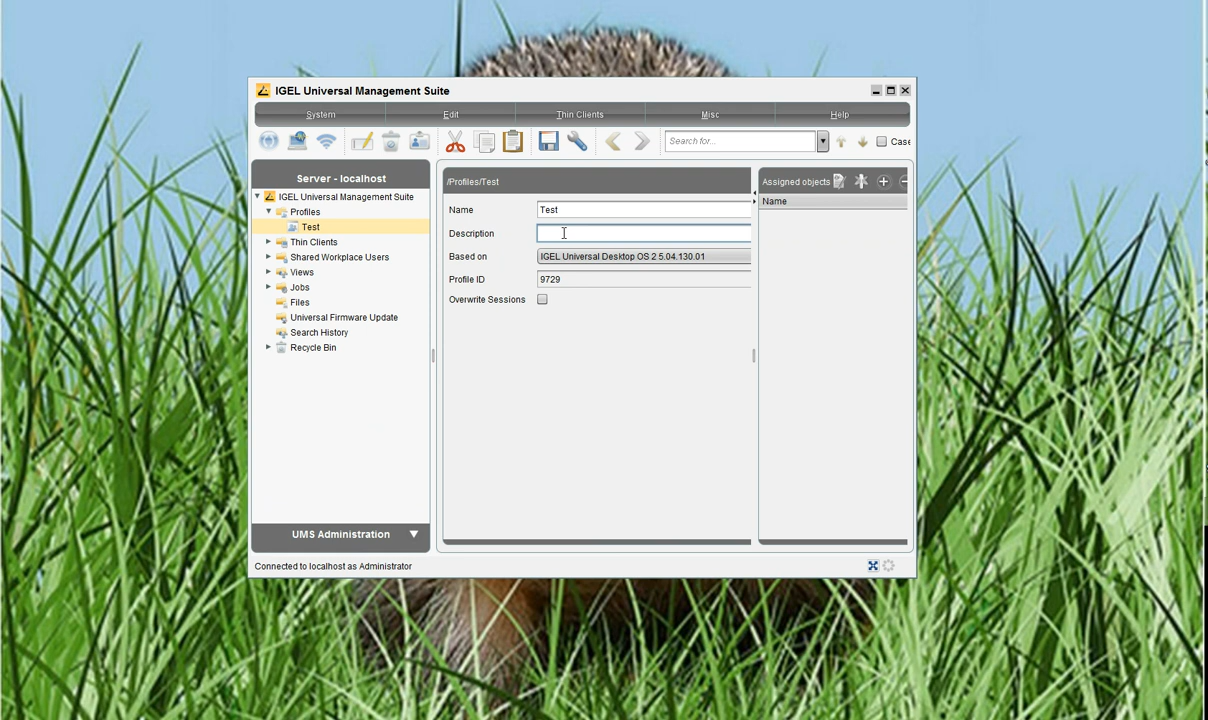 IGEL Universal Management Suite
System Edit Thin Clients Misc Help
Search for... Case
Server - localhost
IGEL Universal Management Suite
Profiles
Test
Thin Clients
Shared Workplace Users
Views
Jobs
Files
Universal Firmware Update
Search History
Recycle Bin
UMS Administration
/Profiles/Test
Name Test
Description
Based on IGEL Universal Desktop OS 2 5.04.130.01
Profile ID 9729
Overwrite Sessions
Assigned objects
Name
Connected to localhost as Administrator